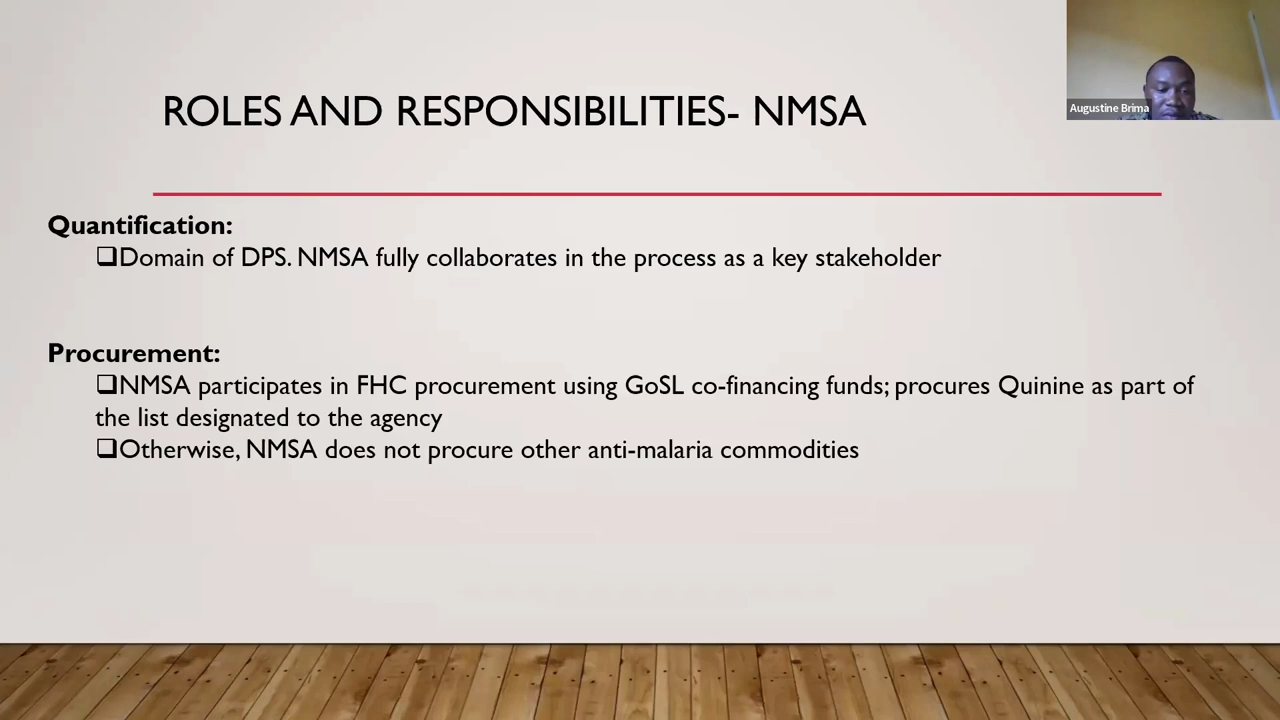 ROLES AND RESPONSIBILITIES- NMSA
Augustine Brima
Quantification:
❑Domain of DPS. NMSA fully collaborates in the process as a key stakeholder
Procurement:
❑NMSA participates in FHC procurement using GoSL co-financing funds; procures Quinine as part of
the list designated to the agency
❑Otherwise, NMSA does not procure other anti-malaria commodities